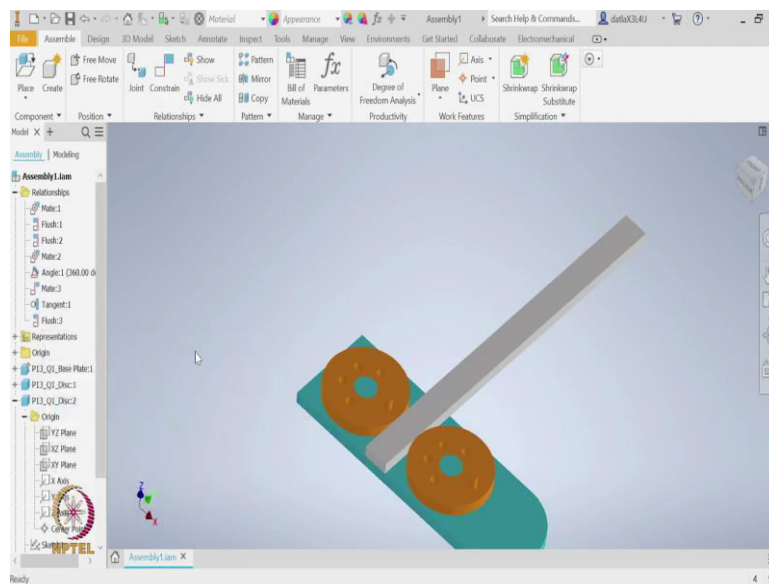 Material Appearance Assembly1 Search Help & Commands... datlaX3L4U
File Assemble Design 3D Model Sketch Annotate Inspect Tools Manage View Environments Get Started Collaborate Electromechanical
Free Move Show Pattern Axis
Free Rotate Show Sick Mirror Point
Place Create Joint Constrain Hide All Copy Bill of Materials Parameters Degree of Freedom Analysis Plane UCS Shrinkwrap Shrinkwrap Substitute
Component Position Relationships Pattern Manage Productivity Work Features Simplification
Model X +
Assembly | Modeling
Assembly1.iam
Relationships
Mate:1
Flush:1
Flush:2
Mate:2
Angle:1 (360.00 d
Mate:3
Tangent:1
Flush:3
Representations
Origin
P13_Q1_Base Plate:1
P13_Q1_Disc:1
P13_Q1_Disc:2
Origin
YZ Plane
XZ Plane
XY Plane
X Axis
Z
X
NPTEL
Assembly1.iam X
Ready 4